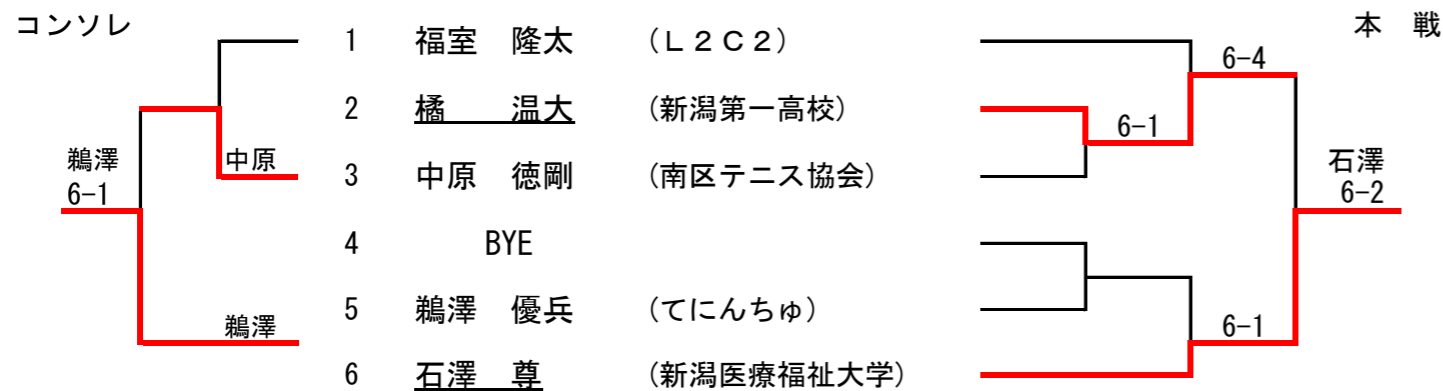 コンソレ
本　戦
1　福室　隆太　（Ｌ２Ｃ２）
6-4
2　橘　　温大　（新潟第一高校）
6-1
鵜澤
6-1
中原
3　中原　徳剛　（南区テニス協会）
石澤
6-2
4　BYE
5　鵜澤　優兵　（てにんちゅ）
鵜澤
6-1
6　石澤　尊　（新潟医療福祉大学）